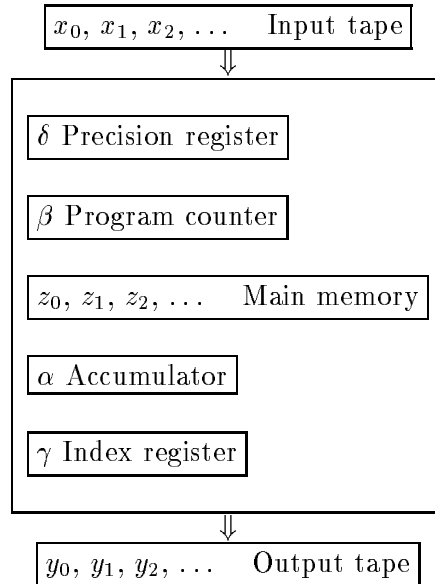 x₀, x₁, x₂, ... Input tape
⇓
δ Precision register
β Program counter
z₀, z₁, z₂, ... Main memory
α Accumulator
γ Index register
⇓
y₀, y₁, y₂, ... Output tape